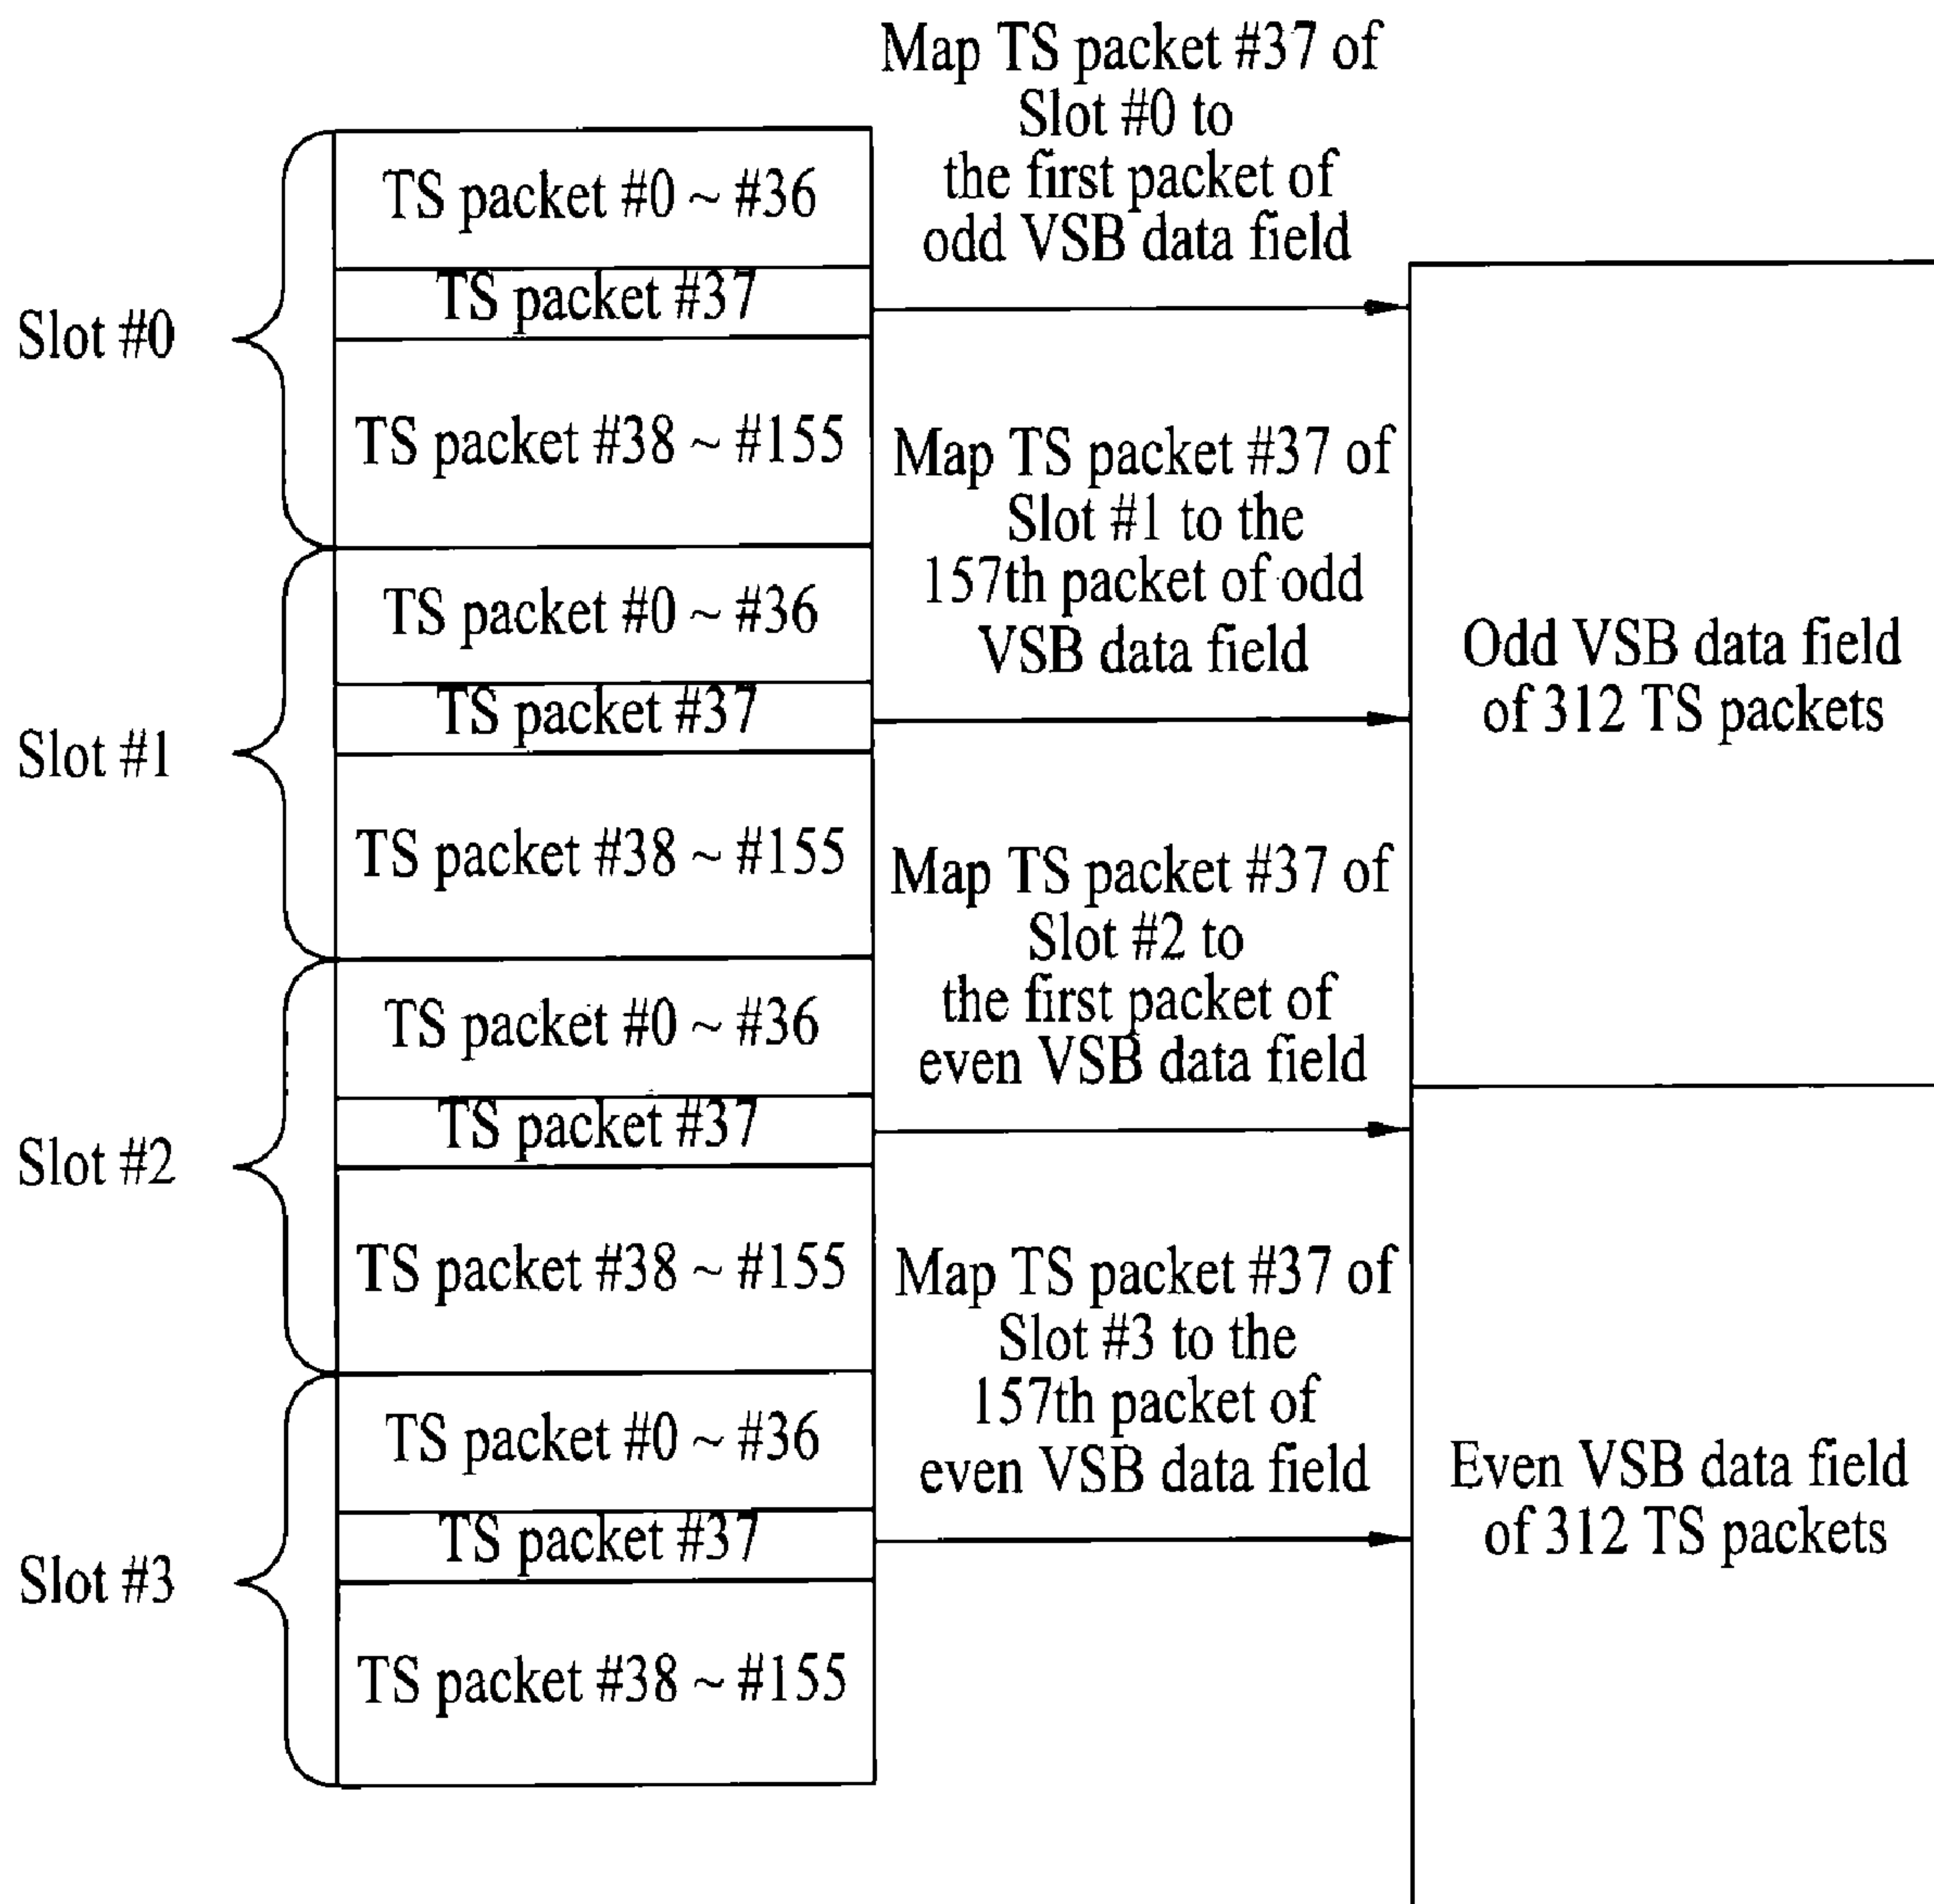 Map TS packet #37 of
Slot #0 to
the first packet of
odd VSB data field
Slot #0
TS packet #0 ~ #36
TS packet #37
TS packet #38 ~ #155
Map TS packet #37 of
Slot #1 to the
157th packet of odd
VSB data field
Slot #1
TS packet #0 ~ #36
TS packet #37
TS packet #38 ~ #155
Odd VSB data field
of 312 TS packets
Map TS packet #37 of
Slot #2 to
the first packet of
even VSB data field
Slot #2
TS packet #0 ~ #36
TS packet #37
TS packet #38 ~ #155
Map TS packet #37 of
Slot #3 to the
157th packet of
even VSB data field
Slot #3
TS packet #0 ~ #36
TS packet #37
TS packet #38 ~ #155
Even VSB data field
of 312 TS packets